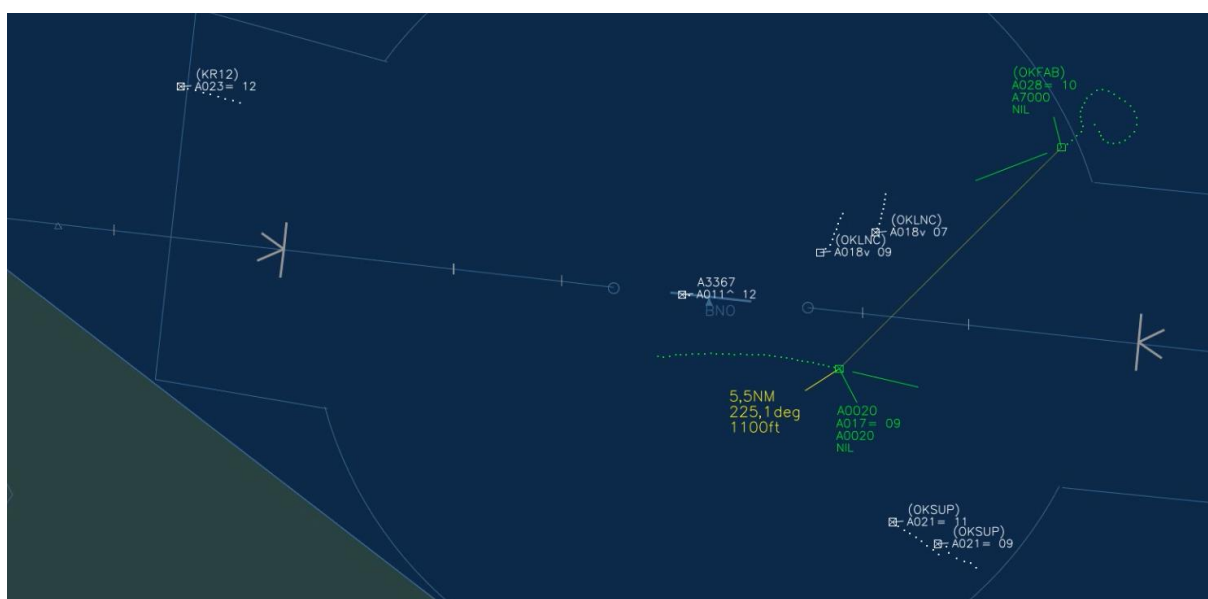 (KR12)
A023= 12
(OKFAB)
A028= 10
A7000
NIL
(OKLNC)
A018v 07
(OKLNC)
A018v 09
A3367
A011^ 12
BNO
5,5NM
225,1deg
1100ft
A0020
A017= 09
A0020
NIL
(OKSUP)
A021= 11
(OKSUP)
A021= 09